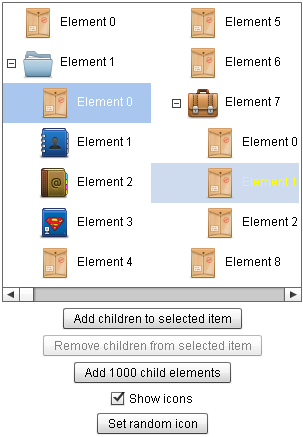 Element 0
Element 1
Element 0
Element 1
Element 2
Element 3
Element 4
Element 5
Element 6
Element 7
Element 0
Element 1
Element 2
Element 8
Add children to selected item
Remove children from selected item
Add 1000 child elements
Show icons
Set random icon